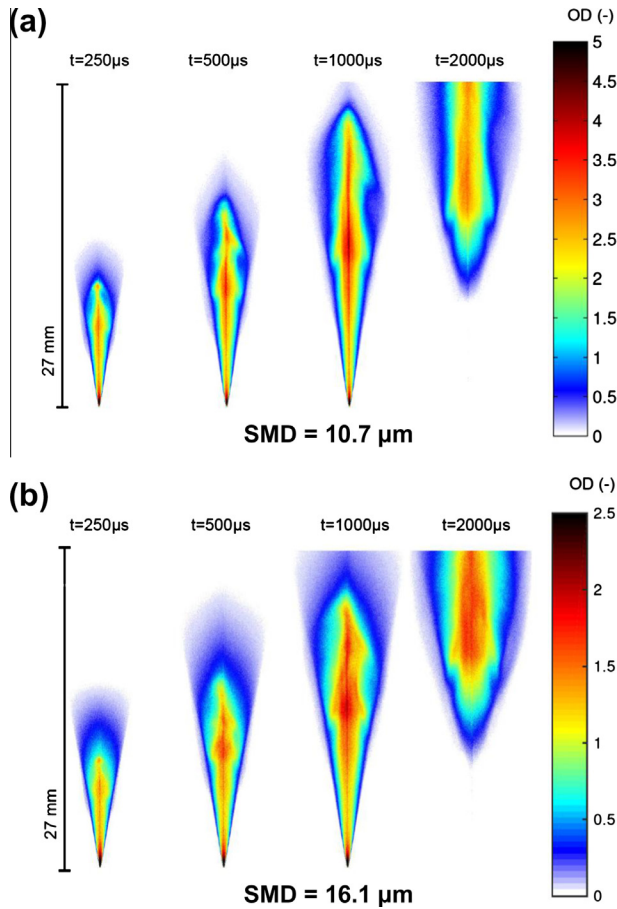 (a)
OD (-)
t=250µs t=500µs t=1000µs t=2000µs
5
4.5
4
3.5
3
2.5
2
1.5
1
0.5
0
27 mm
SMD = 10.7 µm
(b)
OD (-)
t=250µs t=500µs t=1000µs t=2000µs
2.5
2
1.5
1
0.5
0
27 mm
SMD = 16.1 µm